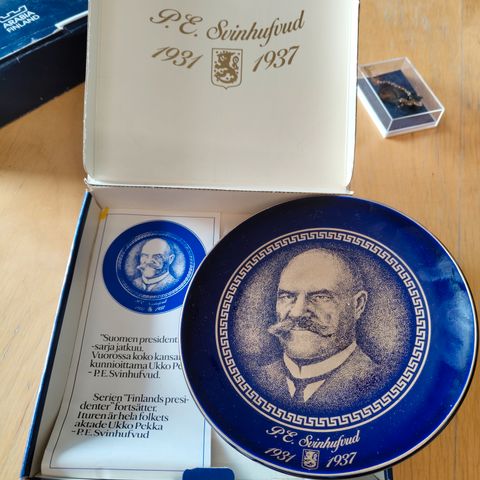 ARABIA
FINLAND
P.E. Svinhufvud
1931 1937
"Suomen president
-sarja jatkuu.
Vuorossa koko kansan
kunnioittama Ukko Pe
- P.E. Svinhufvud.
Serien "Finlands presi-
denter" fortsätter.
I turen är hela folkets
aktade Ukko Pekka
- P.E. Svinhufvud
P.E. Svinhufvud
1931 1937